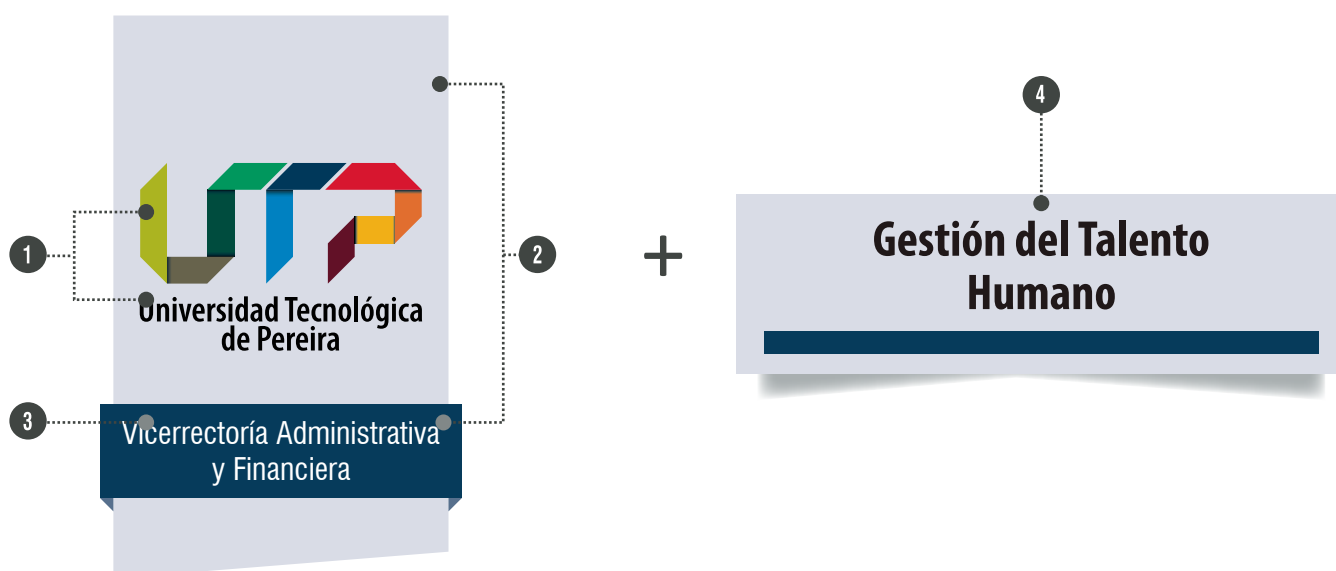 UTP
Universidad Tecnológica
de Pereira
1
2
3
Vicerrectoría Administrativa
y Financiera
+
4
Gestión del Talento
Humano